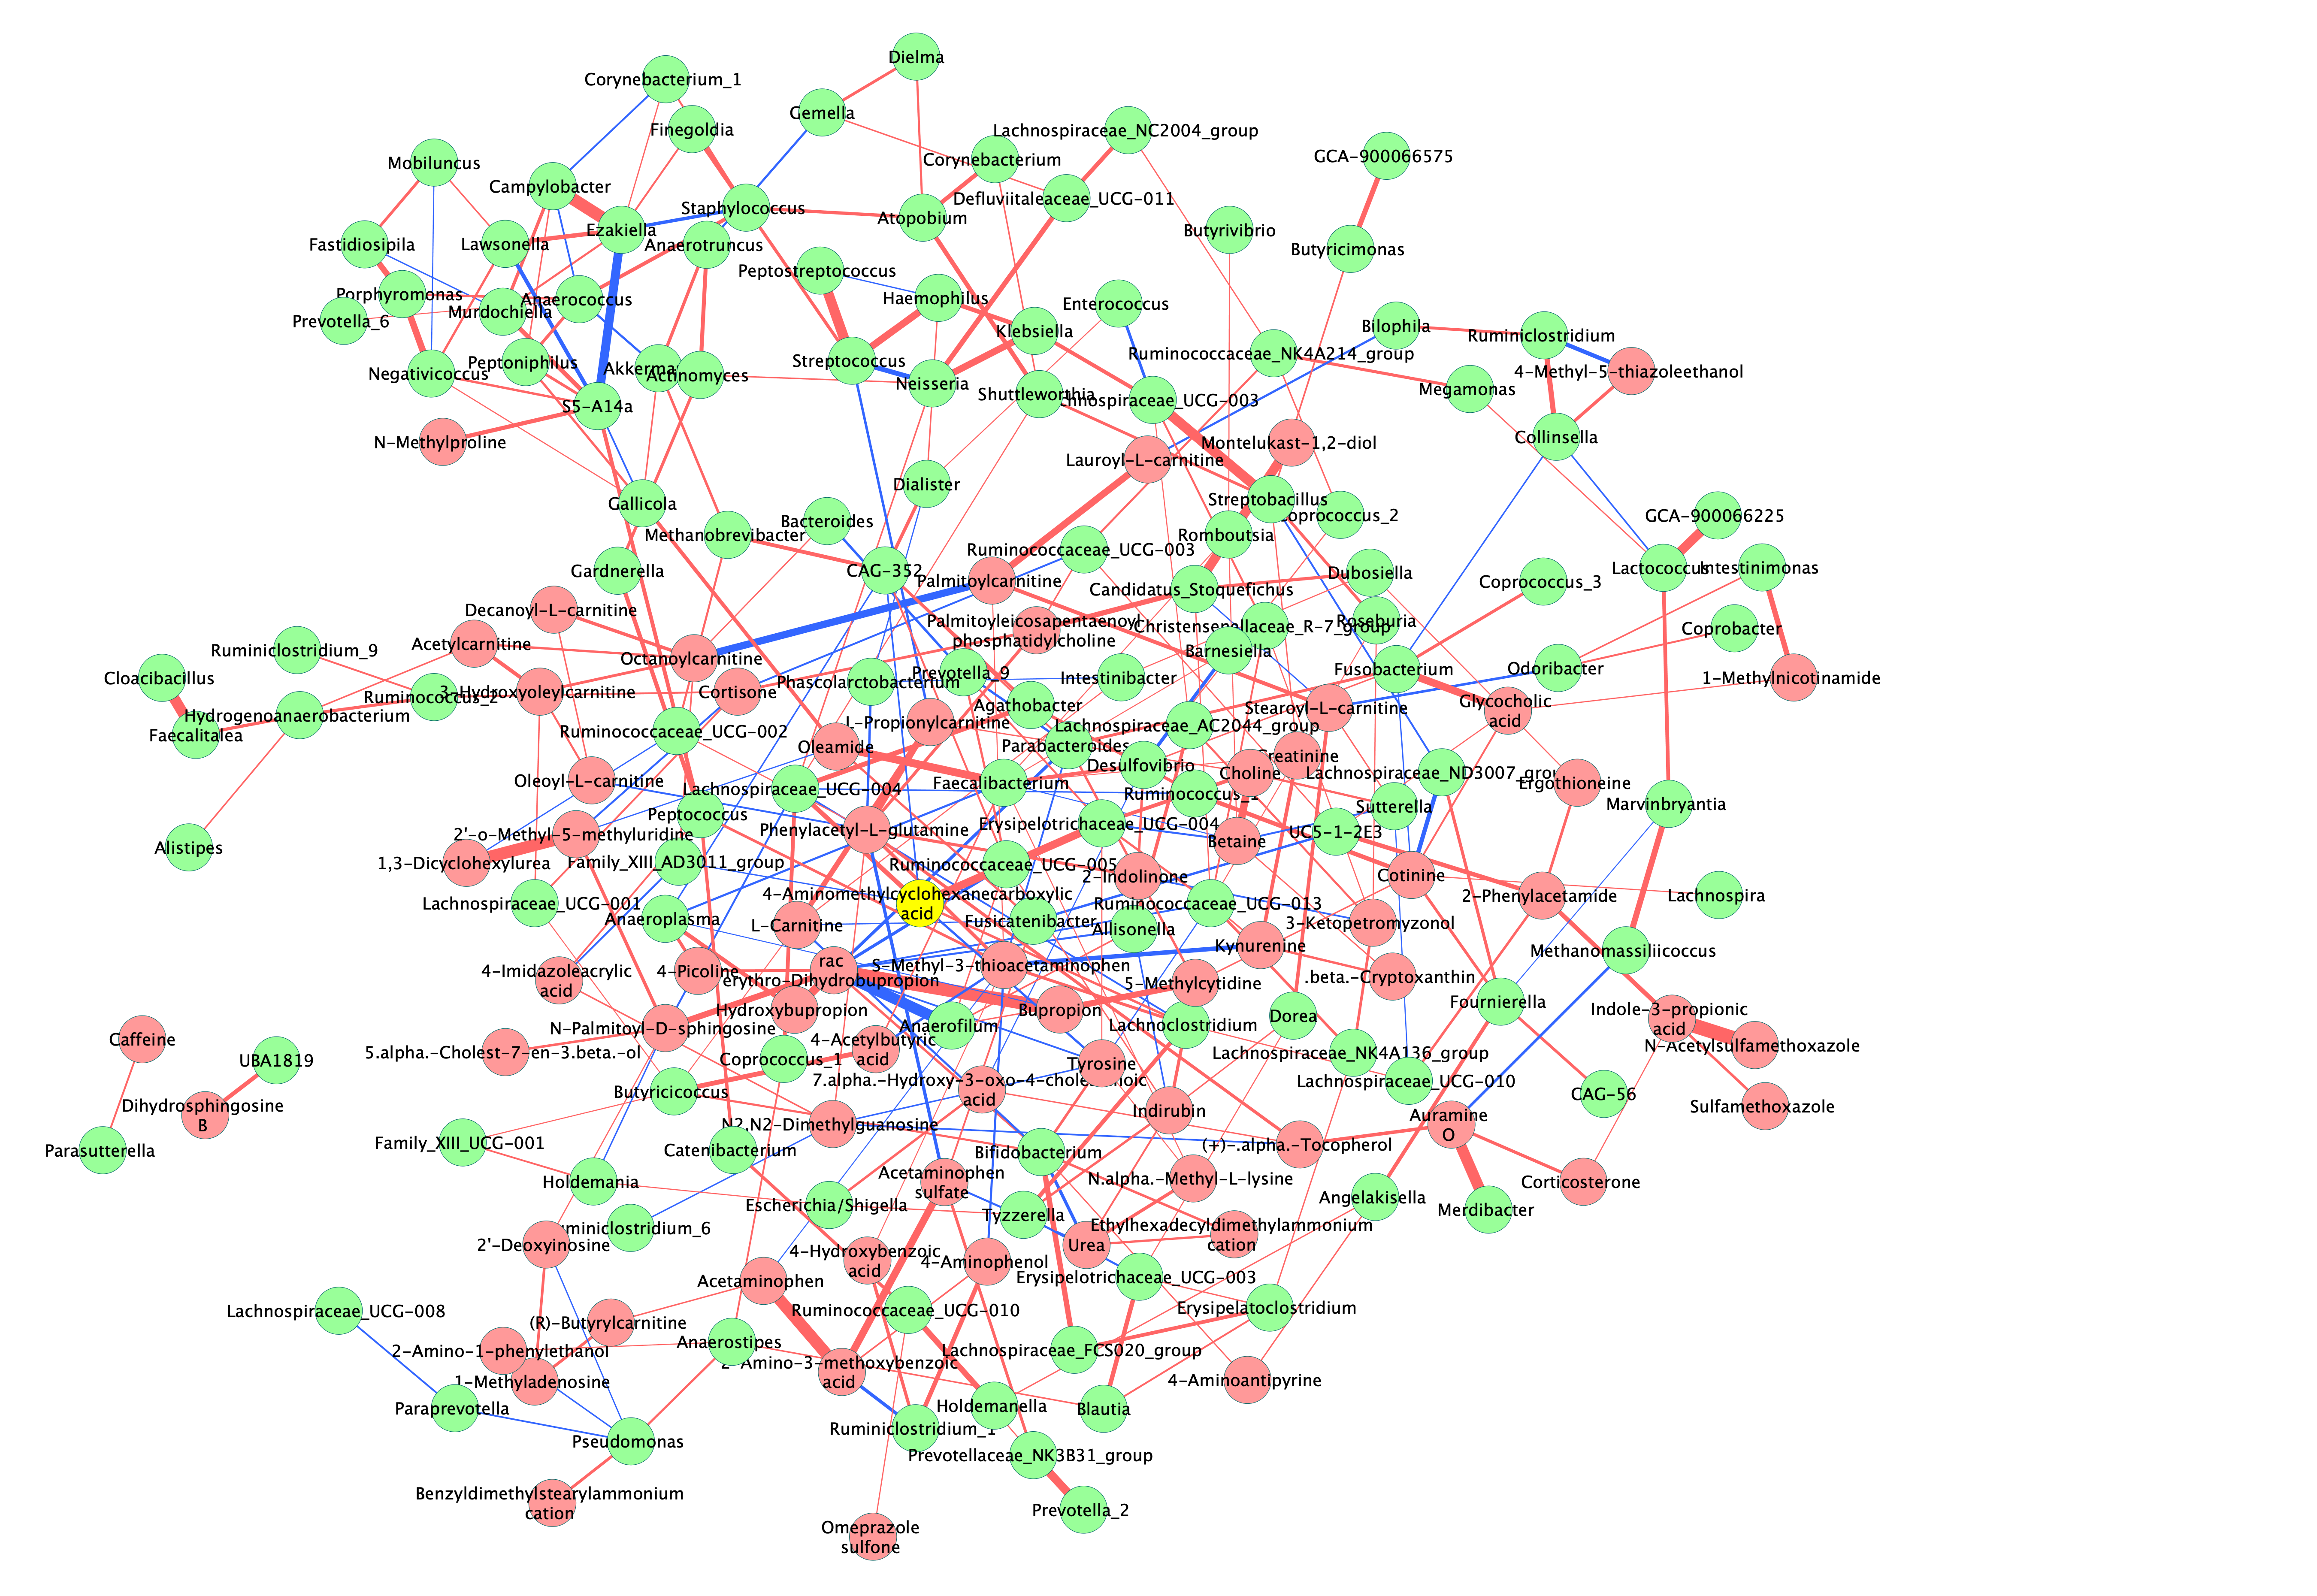 Dielma
Corynebacterium_1
Gemella
Finegoldia
Lachnospiraceae_NC2004_group
GCA-900066575
Mobiluncus
Corynebacterium
Campylobacter
Defluviitaleaceae_UCG-011
Staphylococcus
Atopobium
Ezakiella
Butyrivibrio
Fastidiosipila
Lawsonella
Anaerotruncus
Butyricimonas
Peptostreptococcus
Porphyromonas
Anaerococcus
Haemophilus
Enterococcus
Murdochiella
Prevotella_6
Klebsiella
Bilophila
Ruminiclostridium
Ruminococcaceae_NK4A214_group
Peptoniphilus
Streptococcus
Negativicoccus
Akkerma
Actinomyces
Neisseria
4-Methyl-5-thiazoleethanol
Megamonas
Shuttleworthia
chnospiraceae_UCG-003
S5-A14a
N-Methylproline
Montelukast-1,2-diol
Collinsella
Lauroyl-L-carnitine
Dialister
Gallicola
Streptobacillus
oprococcus_2
GCA-900066225
Bacteroides
Methanobrevibacter
Romboutsia
Ruminococcaceae_UCG-003
Gardnerella
CAG-352
Palmitoylcarnitine
Dubosiella
Lactococcus
Intestinimonas
Candidatus_Stoquefichus
Coprococcus_3
Decanoyl-L-carnitine
Palmitoyleicosapentaenoyl
phosphatidylcholine
Christensenellaceae_R-7_group
Roseburia
Coprobacter
Acetylcarnitine
Ruminiclostridium_9
Octanoylcarnitine
Barnesiella
Fusobacterium
Odoribacter
Cloacibacillus
Prevotella_9
Intestinibacter
1-Methylnicotinamide
Phascolarctobacterium
3-Hydroxyoleylcarnitine
Ruminococcus_2
Cortisone
Agathobacter
Stearoyl-L-carnitine
Glycocholic
acid
Hydrogenoanaerobacterium
Faecalitalea
L-Propionylcarnitine
Lachnospiraceae_AC2044_group
Ruminococcaceae_UCG-002
Oleamide
Parabacteroides
Creatinine
Desulfovibrio
Choline
Lachnospiraceae_ND3007_grou
Oleoyl-L-carnitine
Faecalibacterium
Ergothioneine
Lachnospiraceae_UCG-004
Ruminococcus_1
Sutterella
Marvinbryantia
Peptococcus
Phenylacetyl-L-glutamine
Erysipelotrichaceae_UCG-004
UC5-1-2E3
2'-o-Methyl-5-methyluridine
Betaine
Alistipes
1,3-Dicyclohexylurea
Family_XIII_AD3011_group
Ruminococcaceae_UCG-005
2-Indolinone
Cotinine
4-Aminomethylcyclohexanecarboxylic
acid
2-Phenylacetamide
Lachnospira
Lachnospiraceae_UCG-001
Ruminococcaceae_UCG-013
Anaeroplasma
L-Carnitine
Fusicatenibacter
Allisonella
3-Ketopetromyzonol
Kynurenine
Methanomassiliicoccus
rac
erythro-Dihydrobupropion
S-Methyl-3-thioacetaminophen
4-Imidazoleacrylic
acid
4-Picoline
5-Methylcytidine
.beta.-Cryptoxanthin
Fournierella
Hydroxybupropion
Bupropion
Indole-3-propionic
acid
N-Palmitoyl-D-sphingosine
Anaerofilum
Lachnoclostridium
Dorea
Caffeine
4-Acetylbutyric
acid
N-Acetylsulfamethoxazole
5.alpha.-Cholest-7-en-3.beta.-ol
Coprococcus_1
Lachnospiraceae_NK4A136_group
UBA1819
Tyrosine
7.alpha.-Hydroxy-3-oxo-4-choles
noic
acid
Lachnospiraceae_UCG-010
Butyricicoccus
CAG-56
Dihydrosphingosine
B
Indirubin
Sulfamethoxazole
N2,N2-Dimethylguanosine
Auramine
O
Family_XIII_UCG-001
Parasutterella
Catenibacterium
Bifidobacterium
(+)-.alpha.-Tocopherol
Holdemania
Acetaminophen
sulfate
N.alpha.-Methyl-L-lysine
Corticosterone
Angelakisella
Merdibacter
Escherichia/Shigella
Tyzzerella
miniclostridium_6
Ethylhexadecyldimethylammonium
cation
2'-Deoxyinosine
Urea
4-Hydroxybenzoic
acid
4-Aminophenol
Acetaminophen
Erysipelotrichaceae_UCG-003
Lachnospiraceae_UCG-008
Ruminococcaceae_UCG-010
Erysipelatoclostridium
(R)-Butyrylcarnitine
Anaerostipes
2-Amino-1-phenylethanol
Lachnospiraceae_FCS020_group
2-Amino-3-methoxybenzoic
acid
1-Methyladenosine
4-Aminoantipyrine
Paraprevotella
Holdemanella
Blautia
Ruminiclostridium_1
Pseudomonas
Prevotellaceae_NK3B31_group
Benzyldimethylstearylammonium
cation
Prevotella_2
Omeprazole
sulfone